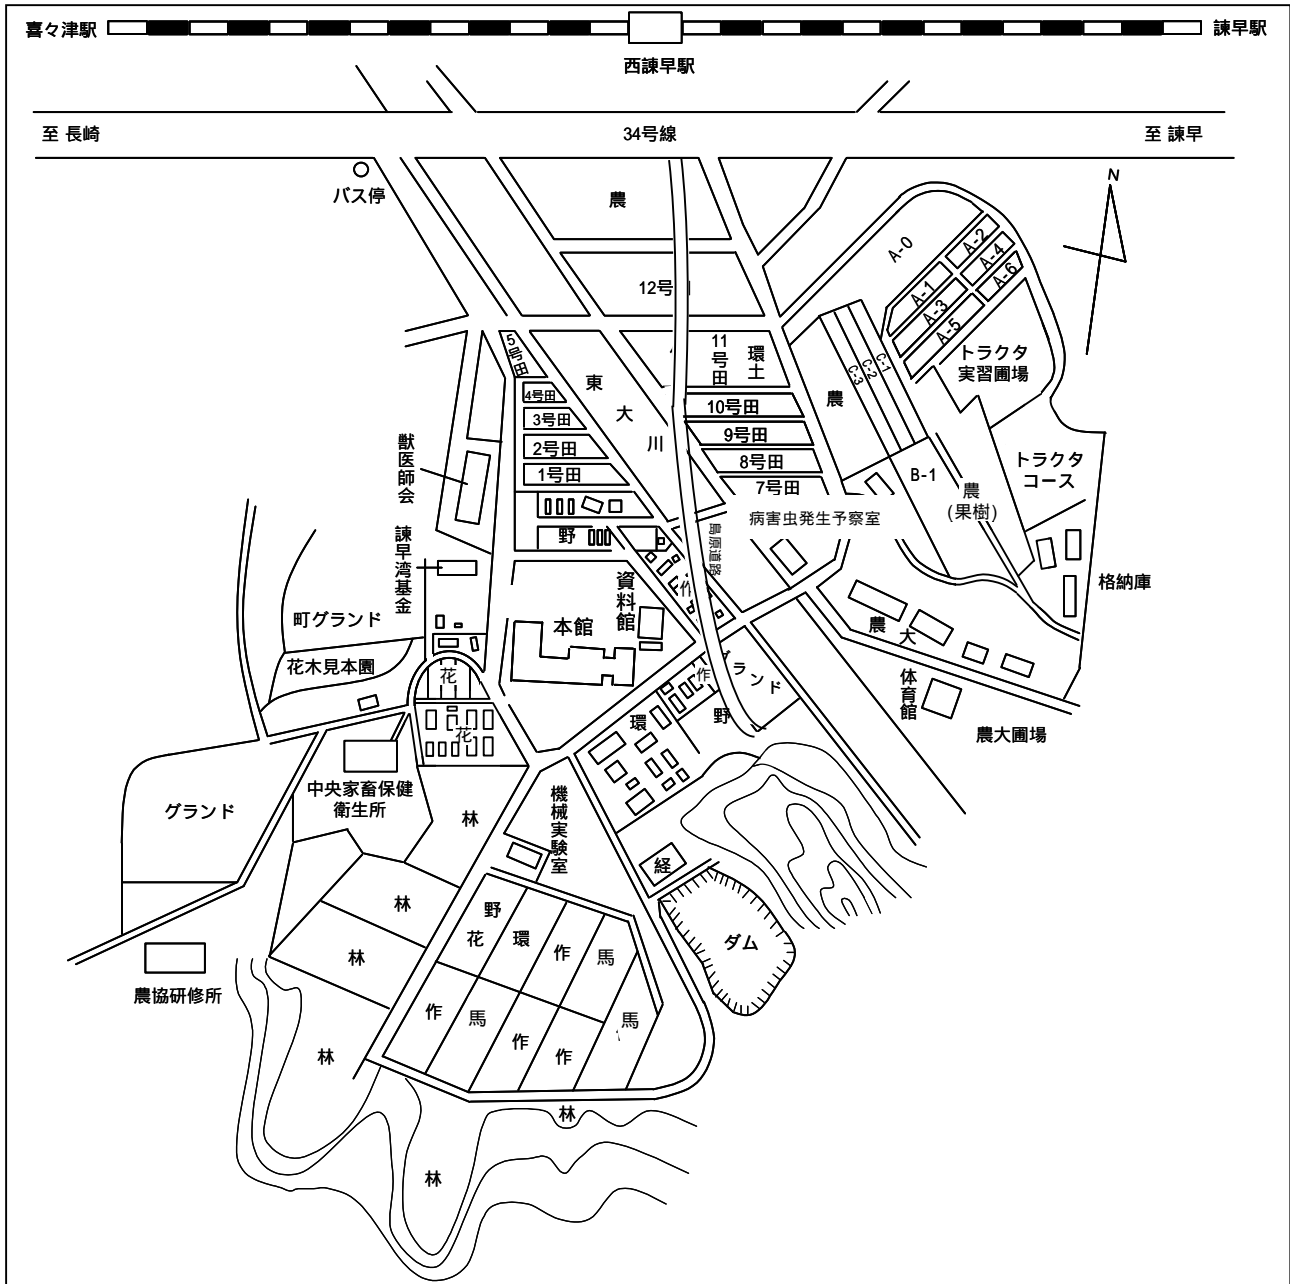 喜々津駅
諫早駅
西諫早駅
至 長崎
34号線
至 諫早
バス停
N
農
A-0
A-2
A-4
A-6
A-1
A-3
A-5
12号
トラクタ
実習圃場
5号田
11号田
環土
C-1
C-2
C-3
東大川
4号田
3号田
2号田
1号田
10号田
9号田
8号田
7号田
農
B-1
農
(果樹)
トラクタ
コース
獣医師会
諫早湾基金
野
病害虫発生予察室
島原道路
作
格納庫
資料館
本館
町グランド
花木見本園
花
花
農大
体育館
農大圃場
作
グランド
環
野
グランド
中央家畜保健
衛生所
林
機械実験室
経
ダム
林
林
野
花
環
作
馬
作
馬
作
作
馬
農協研修所
林
林
林